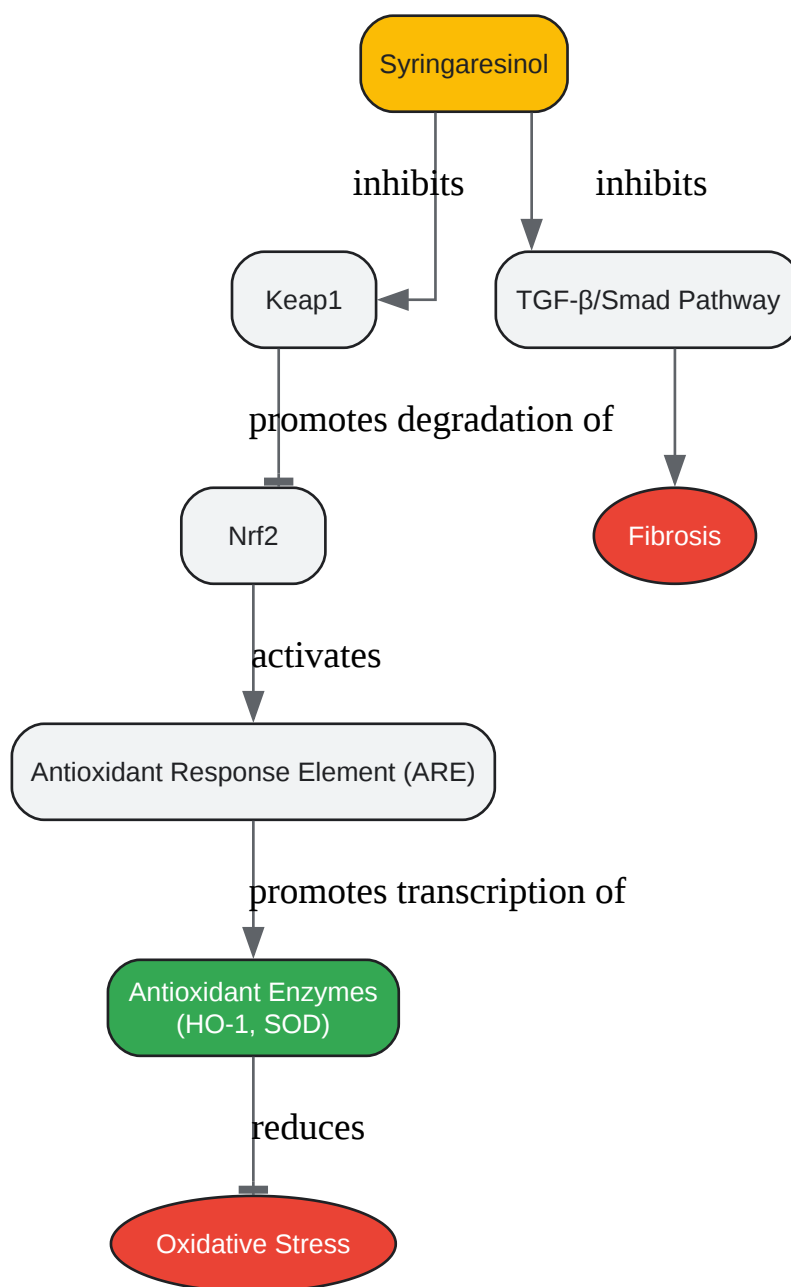 Syringaresinol
inhibits
inhibits
Keap1
TGF-β/Smad Pathway
promotes degradation of
Nrf2
Fibrosis
activates
Antioxidant Response Element (ARE)
promotes transcription of
Antioxidant Enzymes
(HO-1, SOD)
reduces
Oxidative Stress